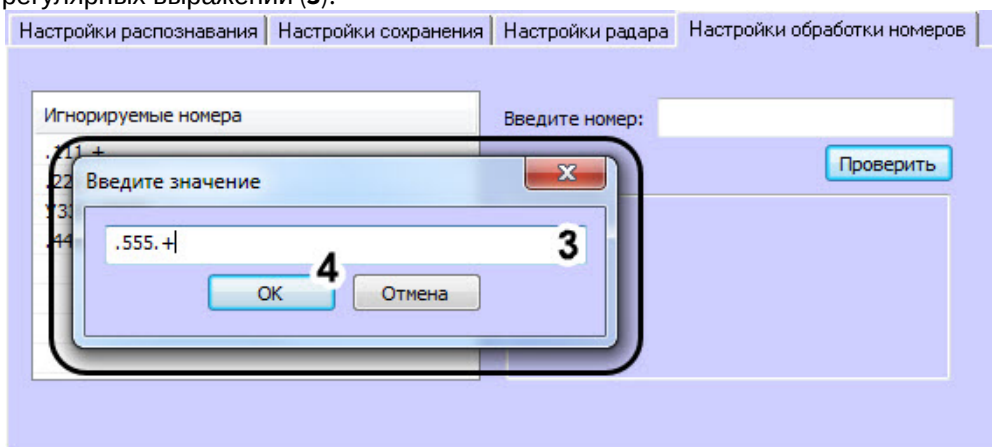 регулярных выражений (3).
Настройки распознавания Настройки сохранения Настройки радара Настройки обработки номеров
Игнорируемые номера
Введите номер:
Проверить
Введите значение
.555.+
3
4
OK
Отмена